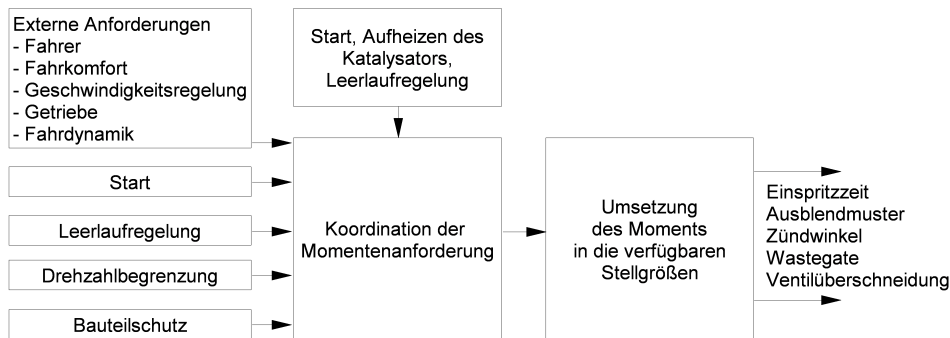 Externe Anforderungen
- Fahrer
- Fahrkomfort
- Geschwindigkeitsregelung
- Getriebe
- Fahrdynamik
Start
Leerlaufregelung
Drehzahlbegrenzung
Bauteilschutz
Start, Aufheizen des
Katalysators,
Leerlaufregelung
Koordination der
Momentenanforderung
Umsetzung
des Moments
in die verfügbaren
Stellgrößen
Einspritzzeit
Ausblendmuster
Zündwinkel
Wastegate
Ventilüberschneidung